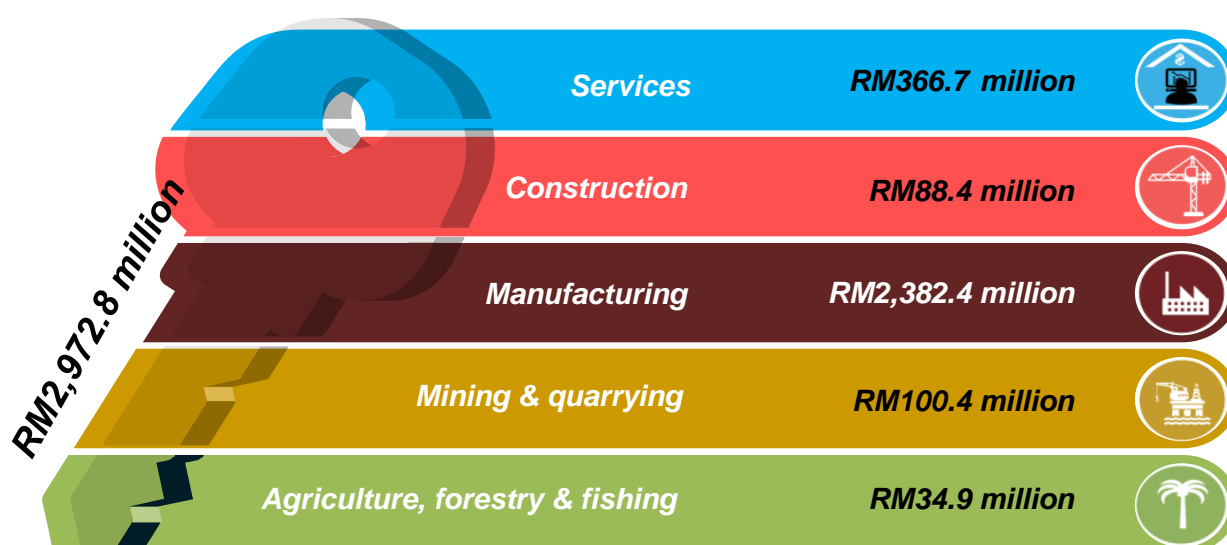 RM2,972.8 million
Services RM366.7 million
Construction RM88.4 million
Manufacturing RM2,382.4 million
Mining & quarrying RM100.4 million
Agriculture, forestry & fishing RM34.9 million